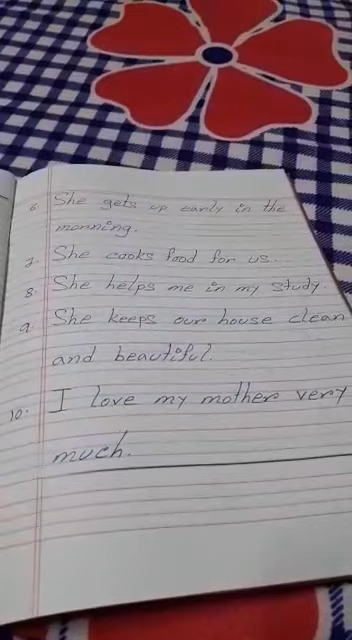 6. She gets up early in the
morning.
7. She cooks food for us.
8. She helps me in my study.
9. She keeps our house clean
and beautiful.
10. I love my mother very
much.